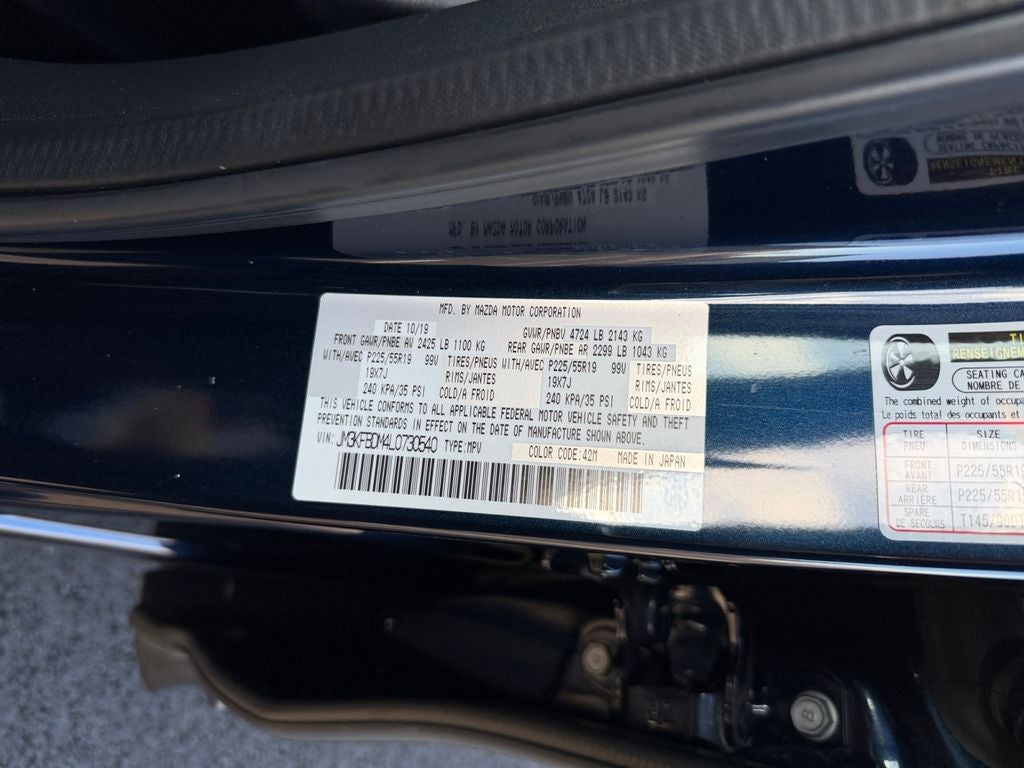 MFD. BY MAZDA MOTOR CORPORATION
DATE 10/19 GVWR/PNBV 4724 LB 2143 KG
FRONT GAWR/PNBE AV 2425 LB 1100 KG REAR GAWR/PNBE AR 2299 LB 1043 KG
WITH/AVEC P225/55R19 99V TIRES/PNEUS WITH/AVEC P225/55R19 99V TIRES/PNEUS
19X7J RIMS/JANTES 19X7J RIMS/JANTES
240 KPA/35 PSI COLD/A FROID 240 KPA/35 PSI COLD/A FROID
THIS VEHICLE CONFORMS TO ALL APPLICABLE FEDERAL MOTOR VEHICLE SAFETY AND THEFT
PREVENTION STANDARDS IN EFFECT ON THE DATE OF MANUFACTURE SHOWN ABOVE.
VIN: JM3KFBDM4L0730540 TYPE:MPV COLOR CODE:42M MADE IN JAPAN
RENSEIGNEM
SEATING CA
NOMBRE DE
The combined weight of occupa
Le poids total des occupants et
TIRE SIZE
PNEU DIMENSIONS
FRONT
AVANT P225/55R19
REAR
ARRIÈRE P225/55R1
SPARE
DE SECOURS